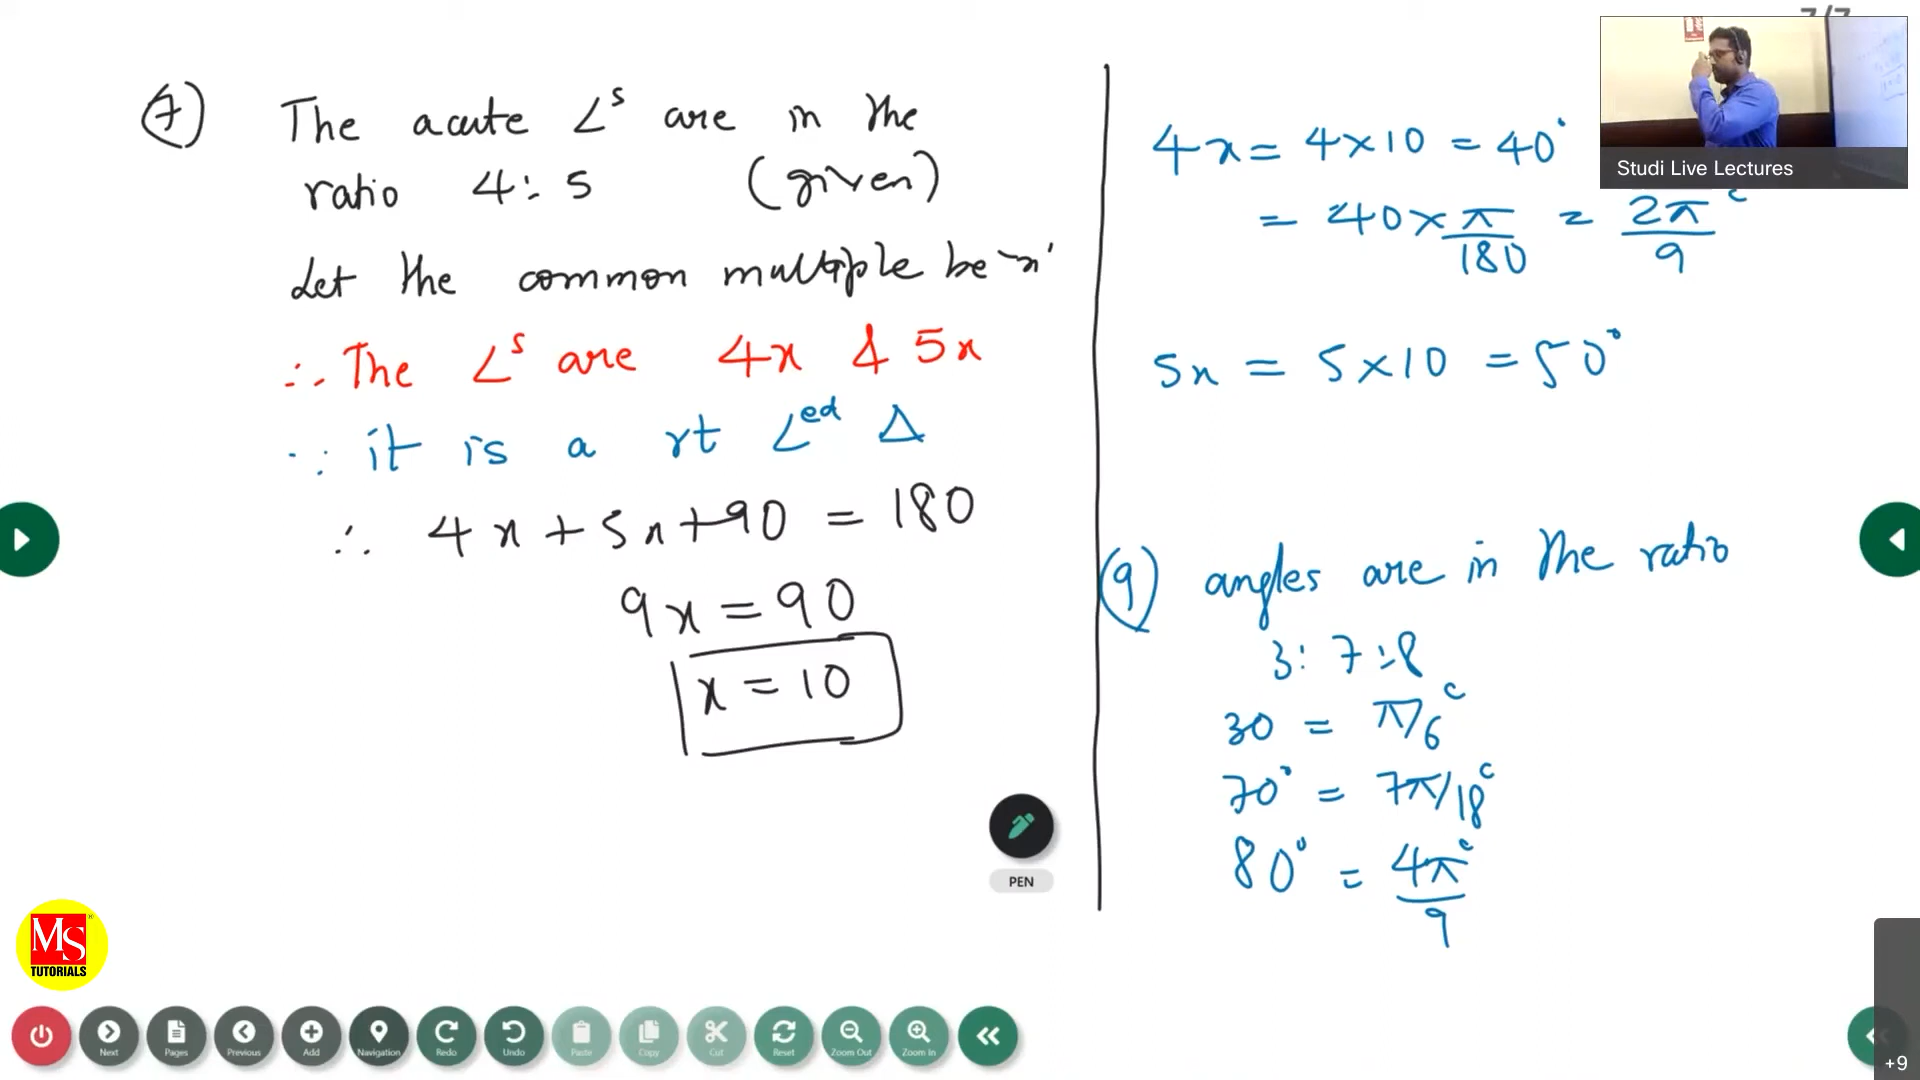 (7) The acute ∠s are in the
ratio 4:5 (given)
Let the common multiple be 'x'
∴ The ∠s are 4x & 5x
∵ it is a rt ∠ed Δ
∴ 4x + 5x + 90 = 180
9x = 90
x = 10
4x = 4 × 10 = 40°
= 40 × π/180 = 2π/9 c
5x = 5 × 10 = 50°
(9) angles are in the ratio
3 : 7 : 8
30 = π/6 c
70° = 7π/18 c
80° = 4π/9 c
Studi Live Lectures
PEN
MS
TUTORIALS
Next
Pages
Previous
Add
Navigation
Redo
Undo
Paste
Copy
Cut
Reset
Zoom Out
Zoom In
+9